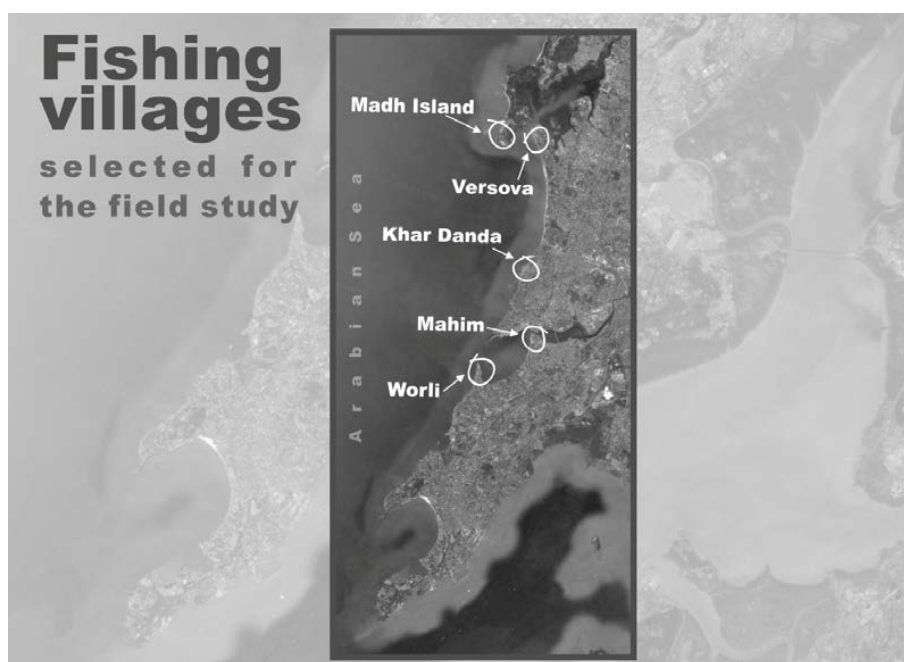 Fishing
villages
selected for
the field study
Madh Island
Versova
Khar Danda
Mahim
Worli
Arabian Sea